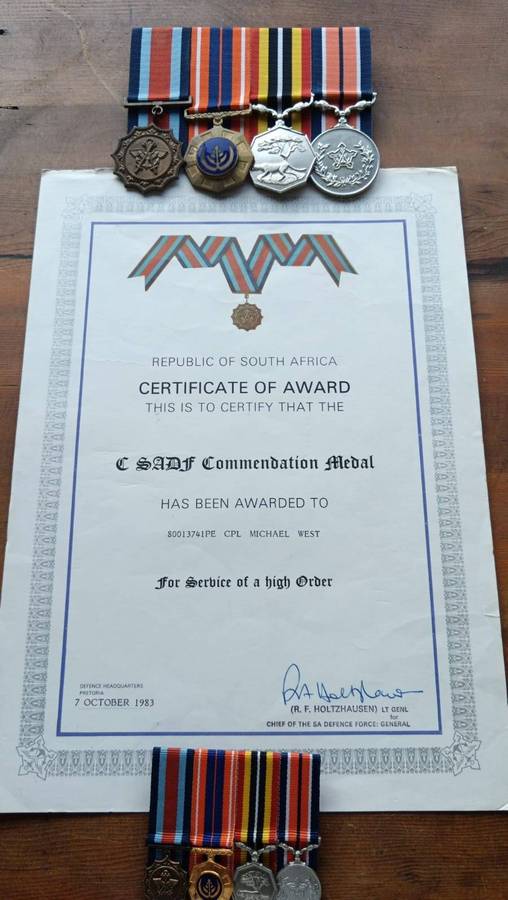 REPUBLIC OF SOUTH AFRICA
CERTIFICATE OF AWARD
THIS IS TO CERTIFY THAT THE
C SADF Commendation Medal
HAS BEEN AWARDED TO
80013741PE CPL MICHAEL WEST
For Service of a high Order
DEFENCE HEADQUARTERS
PRETORIA
7 OCTOBER 1983
RA Holtzhausen
(R. F. HOLTZHAUSEN) LT GENL
for
CHIEF OF THE SA DEFENCE FORCE: GENERAL